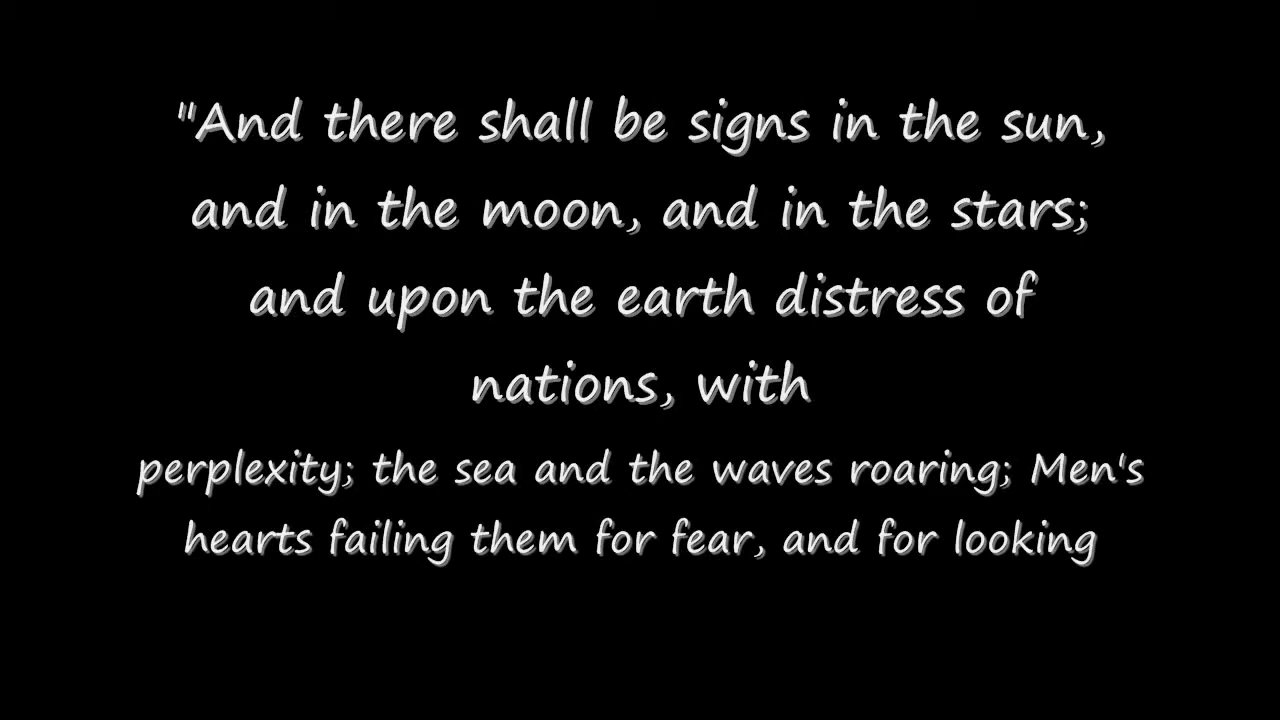 "And there shall be signs in the sun,
and in the moon, and in the stars;
and upon the earth distress of
nations, with
perplexity; the sea and the waves roaring; Men's
hearts failing them for fear, and for looking